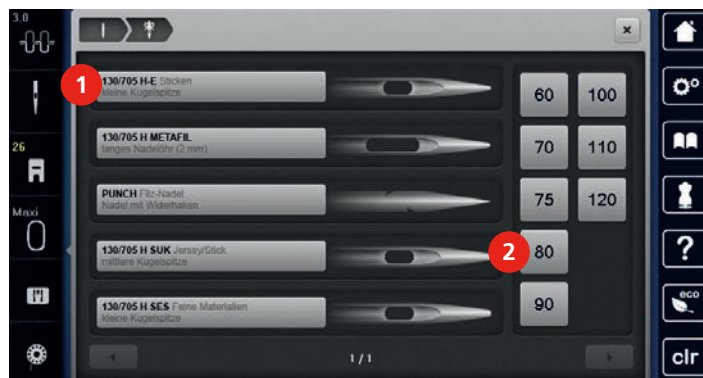 3.0
×
1
130/705 H-E Sticken
kleine Kugelspitze
60 100
130/705 H METAFIL
langes Nadelöhr (2 mm)
70 110
26
PUNCH Filz-Nadel
Nadel mit Widerhaken
75 120
Maxi
130/705 H SUK Jersey/Stick
mittlere Kugelspitze
2
80
?
130/705 H SES Feine Materialien
kleine Kugelspitze
90
eco
1 / 1
clr